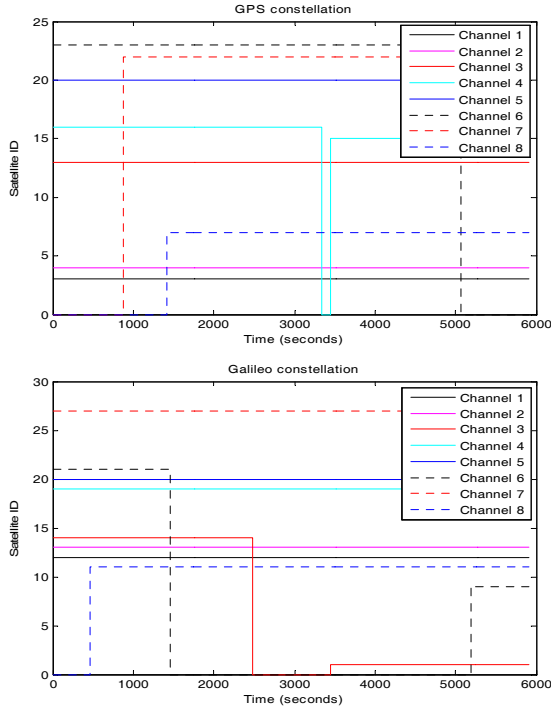 GPS constellation
25
20
15
10
5
0
Satellite ID
0 1000 2000 3000 4000 5000 6000
Time (seconds)
Channel 1
Channel 2
Channel 3
Channel 4
Channel 5
Channel 6
Channel 7
Channel 8
Galileo constellation
30
25
20
15
10
5
0
Satellite ID
0 1000 2000 3000 4000 5000 6000
Time (seconds)
Channel 1
Channel 2
Channel 3
Channel 4
Channel 5
Channel 6
Channel 7
Channel 8